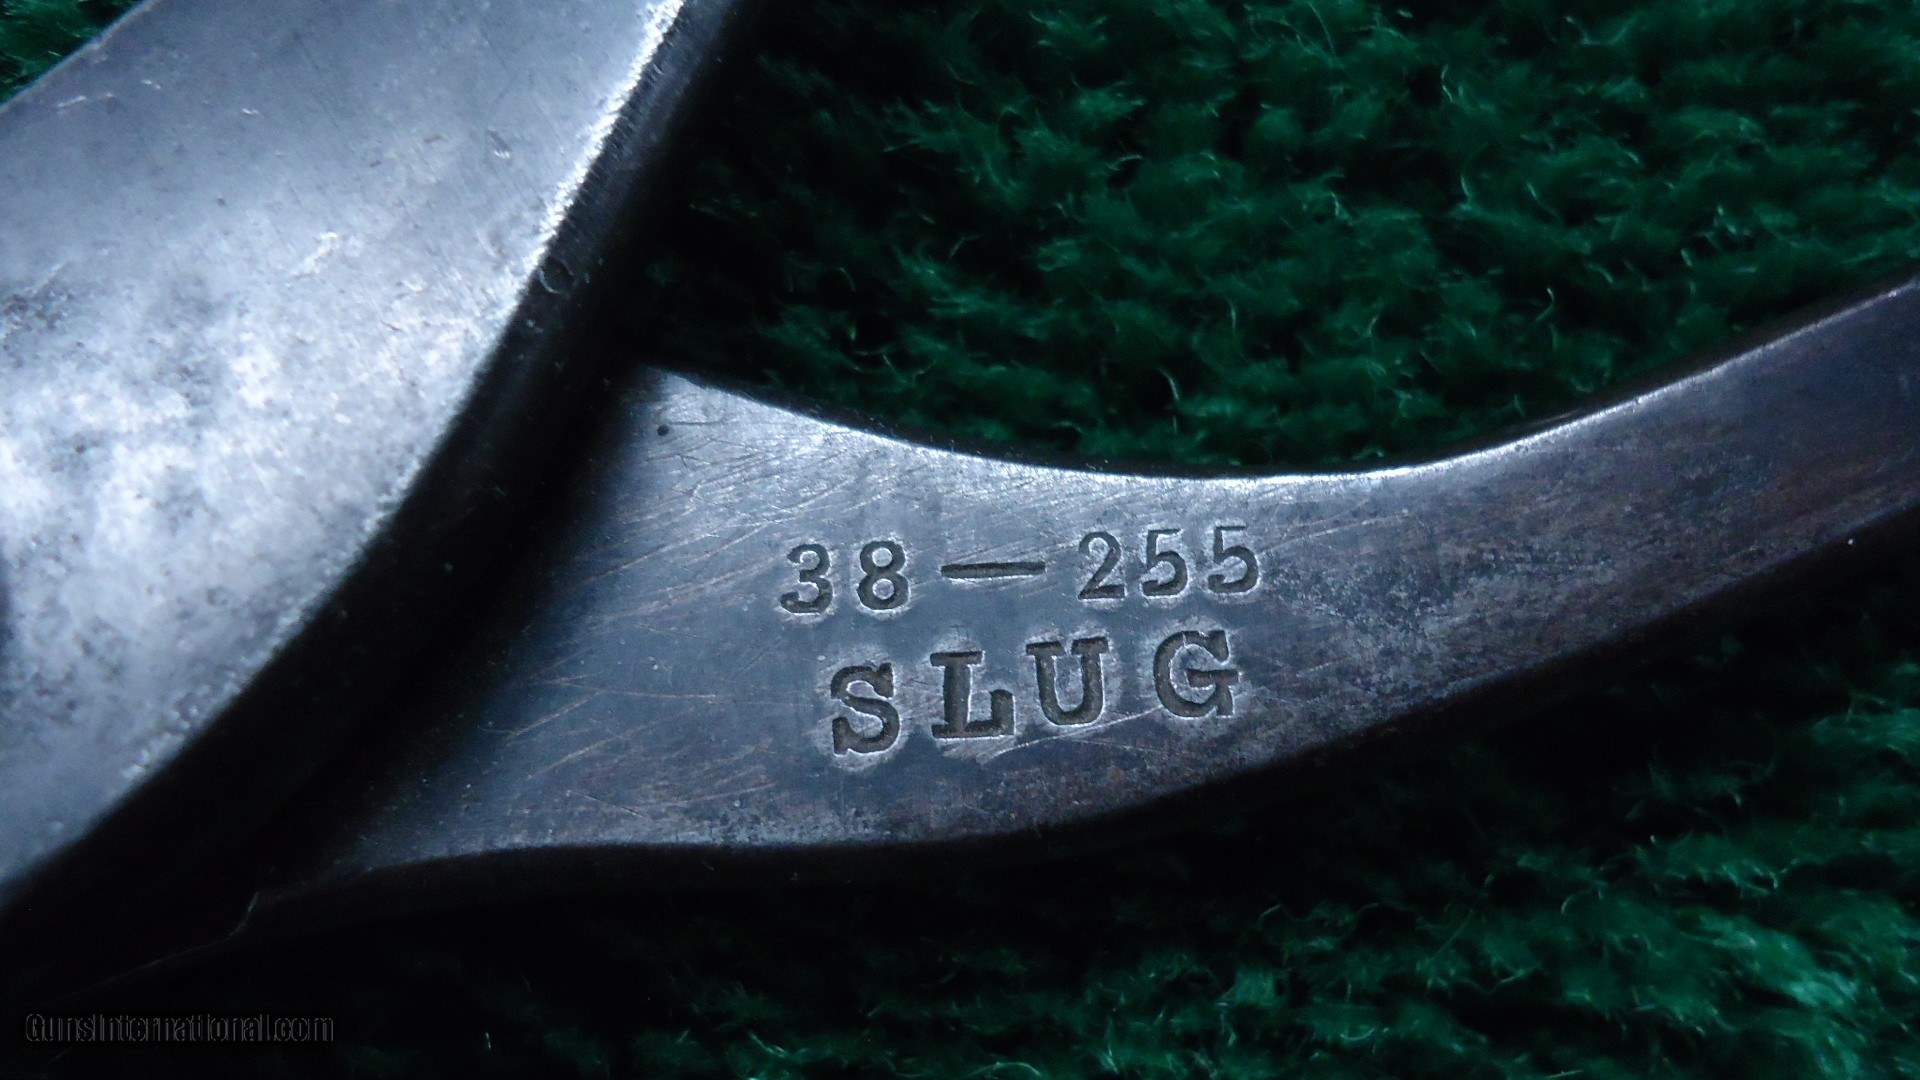 38 — 255
SLUG
GunsInternational.com